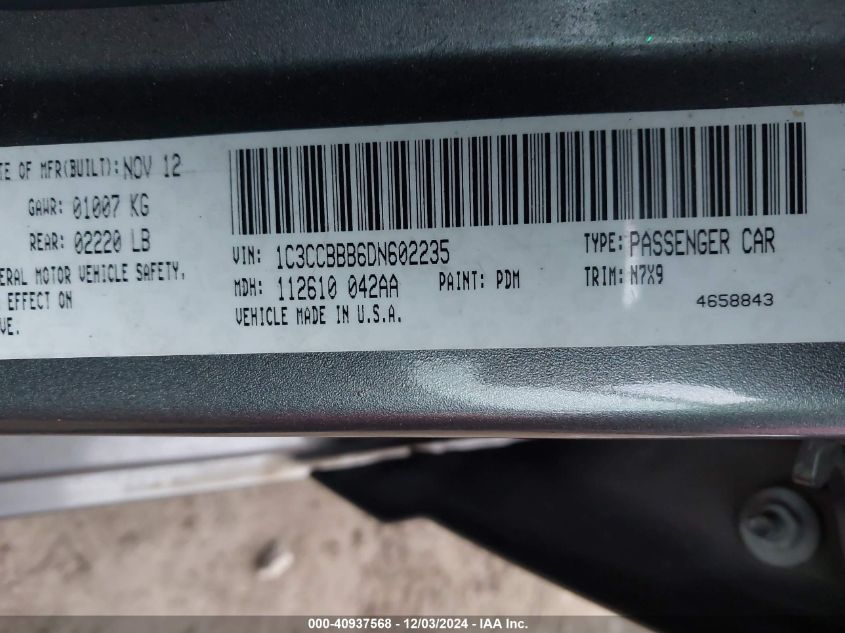 TE OF MFR(BUILT): NOV 12
GAWR: 01007 KG
REAR: 02220 LB
ERAL MOTOR VEHICLE SAFETY,
EFFECT ON
VE.
VIN: 1C3CCBBB6DN602235
TYPE: PASSENGER CAR
MDH: 112610 042AA
PAINT: PDM
TRIM: N7X9
VEHICLE MADE IN U.S.A.
4658843
000-40937568 - 12/03/2024 - IAA Inc.